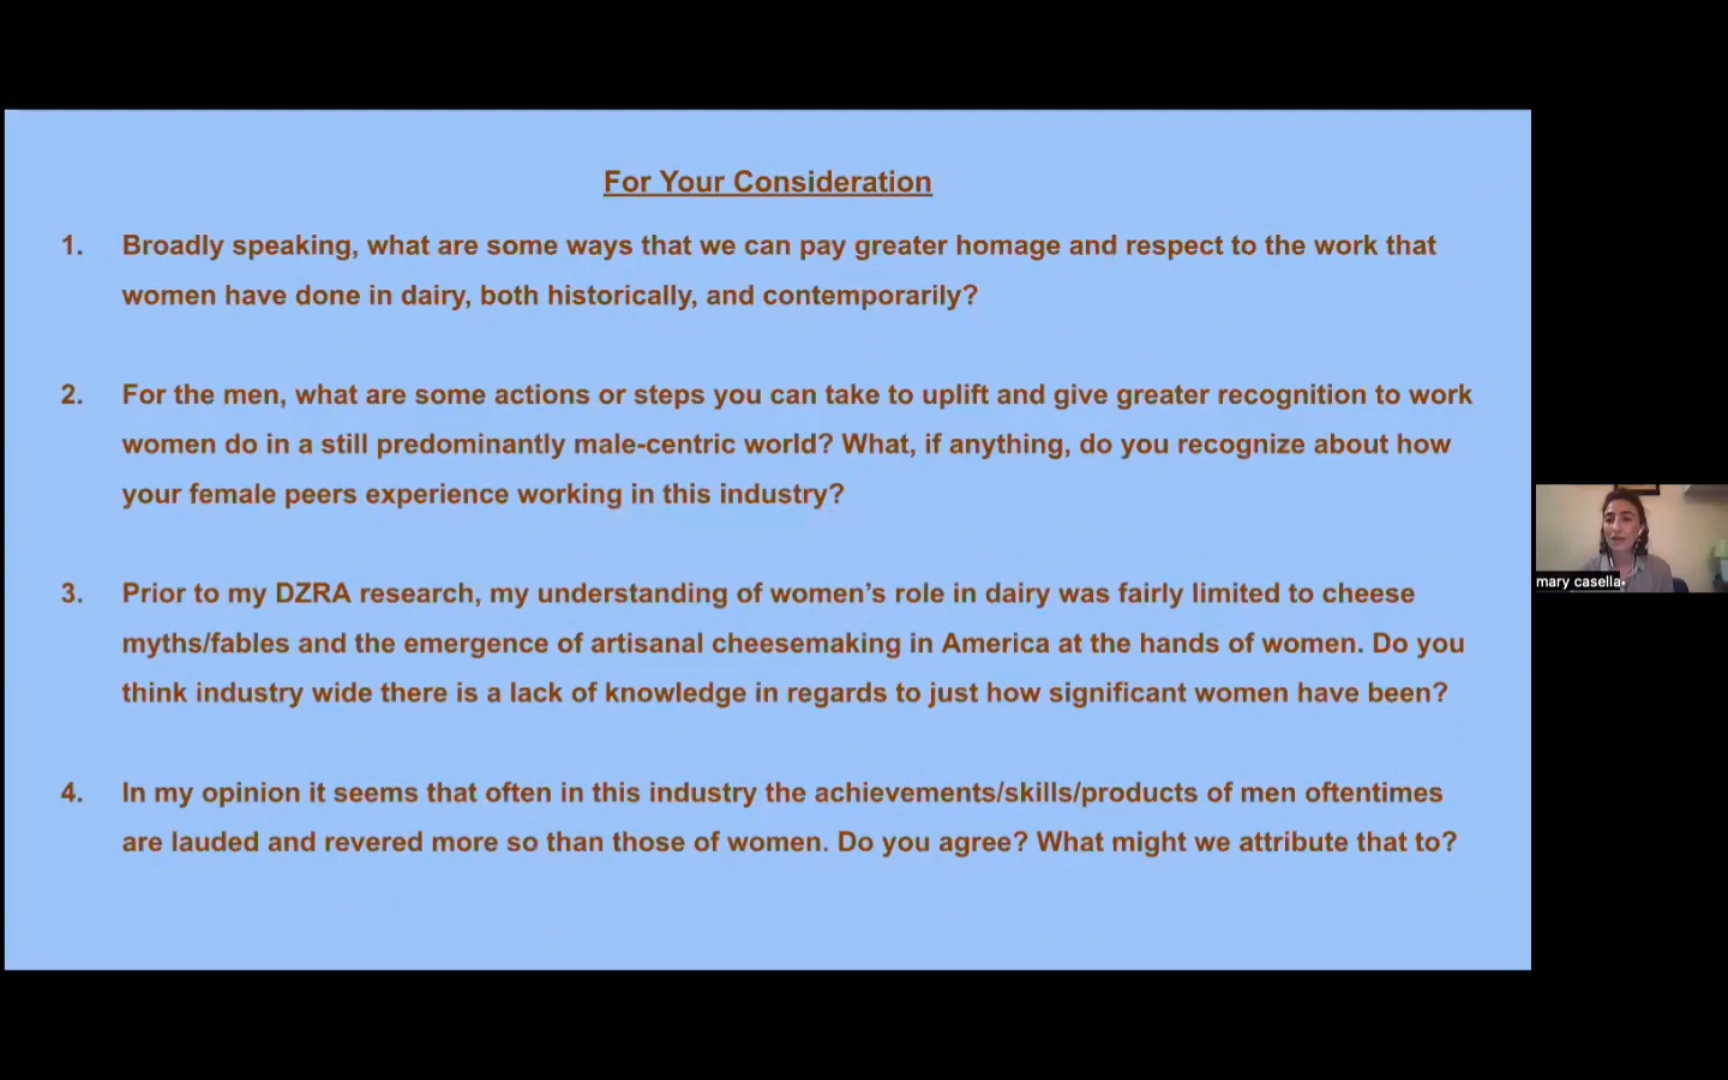 For Your Consideration
1. Broadly speaking, what are some ways that we can pay greater homage and respect to the work that
women have done in dairy, both historically, and contemporarily?
2. For the men, what are some actions or steps you can take to uplift and give greater recognition to work
women do in a still predominantly male-centric world? What, if anything, do you recognize about how
your female peers experience working in this industry?
3. Prior to my DZRA research, my understanding of women’s role in dairy was fairly limited to cheese
myths/fables and the emergence of artisanal cheesemaking in America at the hands of women. Do you
think industry wide there is a lack of knowledge in regards to just how significant women have been?
4. In my opinion it seems that often in this industry the achievements/skills/products of men oftentimes
are lauded and revered more so than those of women. Do you agree? What might we attribute that to?
mary casella